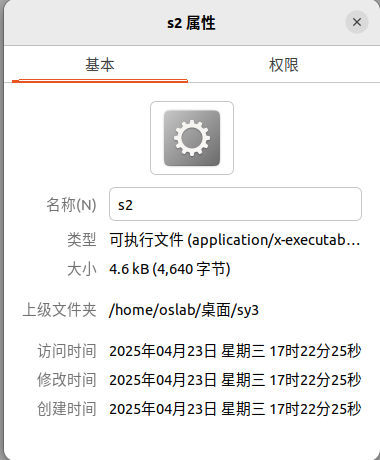 s2 属性
基本 权限
名称(N) s2
类型 可执行文件 (application/x-executab…
大小 4.6 kB (4,640 字节)
上级文件夹 /home/oslab/桌面/sy3
访问时间 2025年04月23日 星期三 17时22分25秒
修改时间 2025年04月23日 星期三 17时22分25秒
创建时间 2025年04月23日 星期三 17时22分25秒